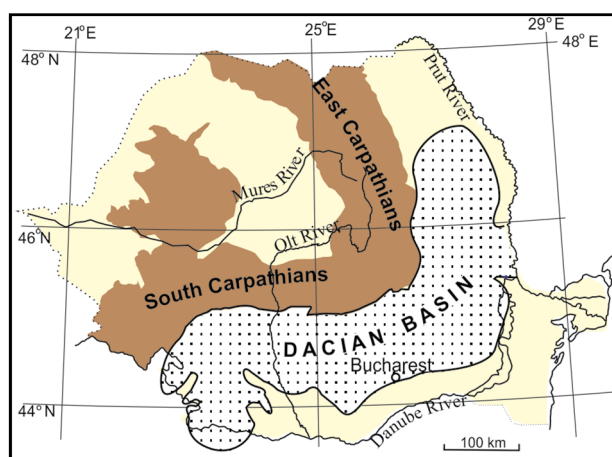 21°E
25°E
29°E
48°N
48°E
Prut River
East Carpathians
Mures River
46°N
Olt River
South Carpathians
DACIAN BASIN
Bucharest
44°N
Danube River
100 km